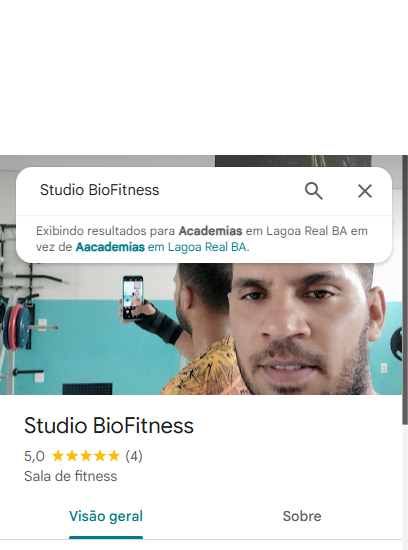 Studio BioFitness
Exibindo resultados para Academias em Lagoa Real BA em
vez de Aacademias em Lagoa Real BA.
Studio BioFitness
5,0 ★★★★★ (4)
Sala de fitness
Visão geral Sobre